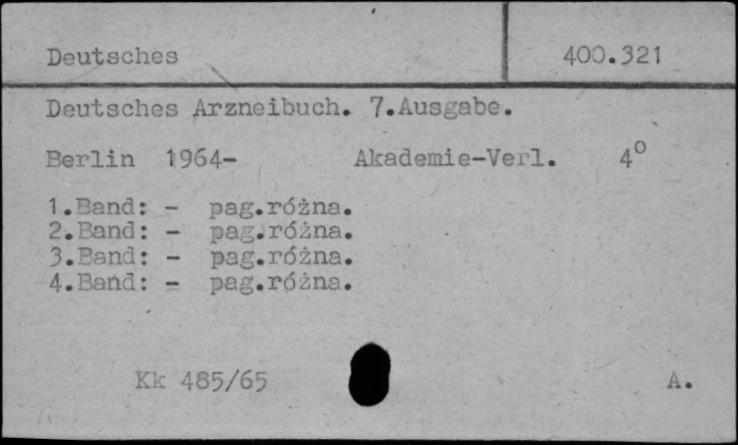 Deutsches 400.321
Deutsches Arzneibuch. 7.Ausgabe.
Berlin 1964- Akademie-Verl. 4°
1.Band: - pag.różna.
2.Band: - pag.różna.
3.Band: - pag.różna.
4.Band: - pag.różna.
Kk 485/65 A.